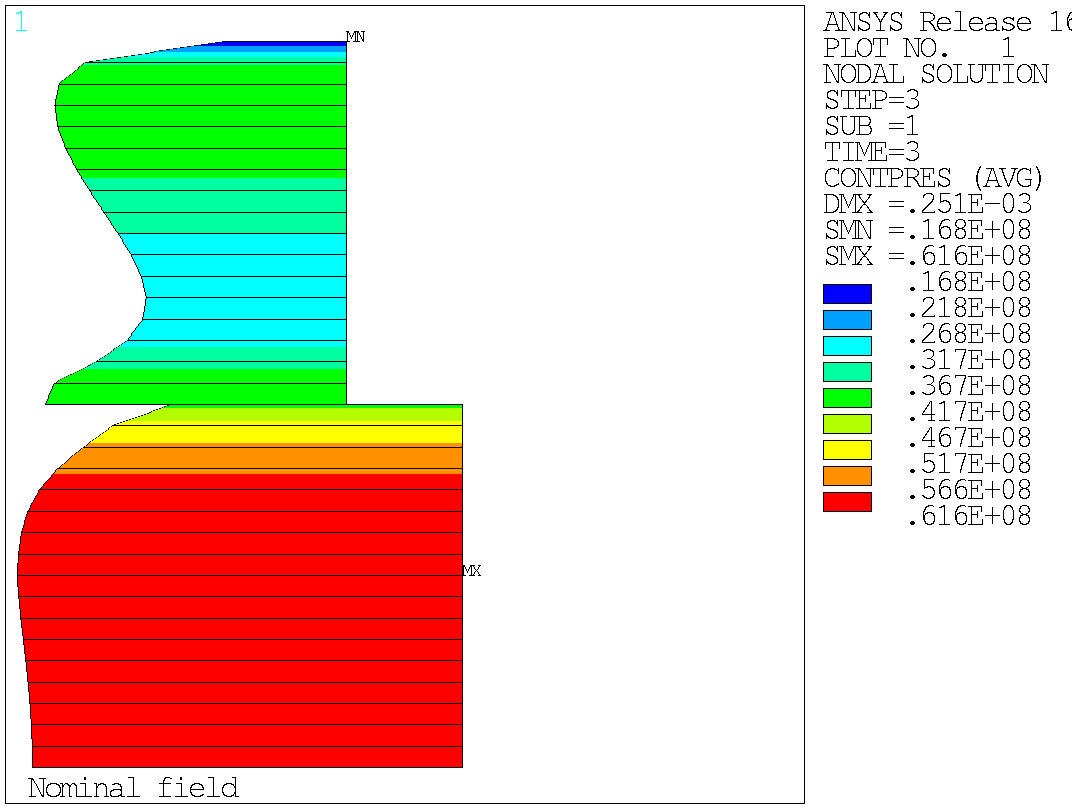 1
MN
MX
Nominal field
ANSYS Release 16
PLOT NO. 1
NODAL SOLUTION
STEP=3
SUB =1
TIME=3
CONTPRES (AVG)
DMX =.251E-03
SMN =.168E+08
SMX =.616E+08
.168E+08
.218E+08
.268E+08
.317E+08
.367E+08
.417E+08
.467E+08
.517E+08
.566E+08
.616E+08